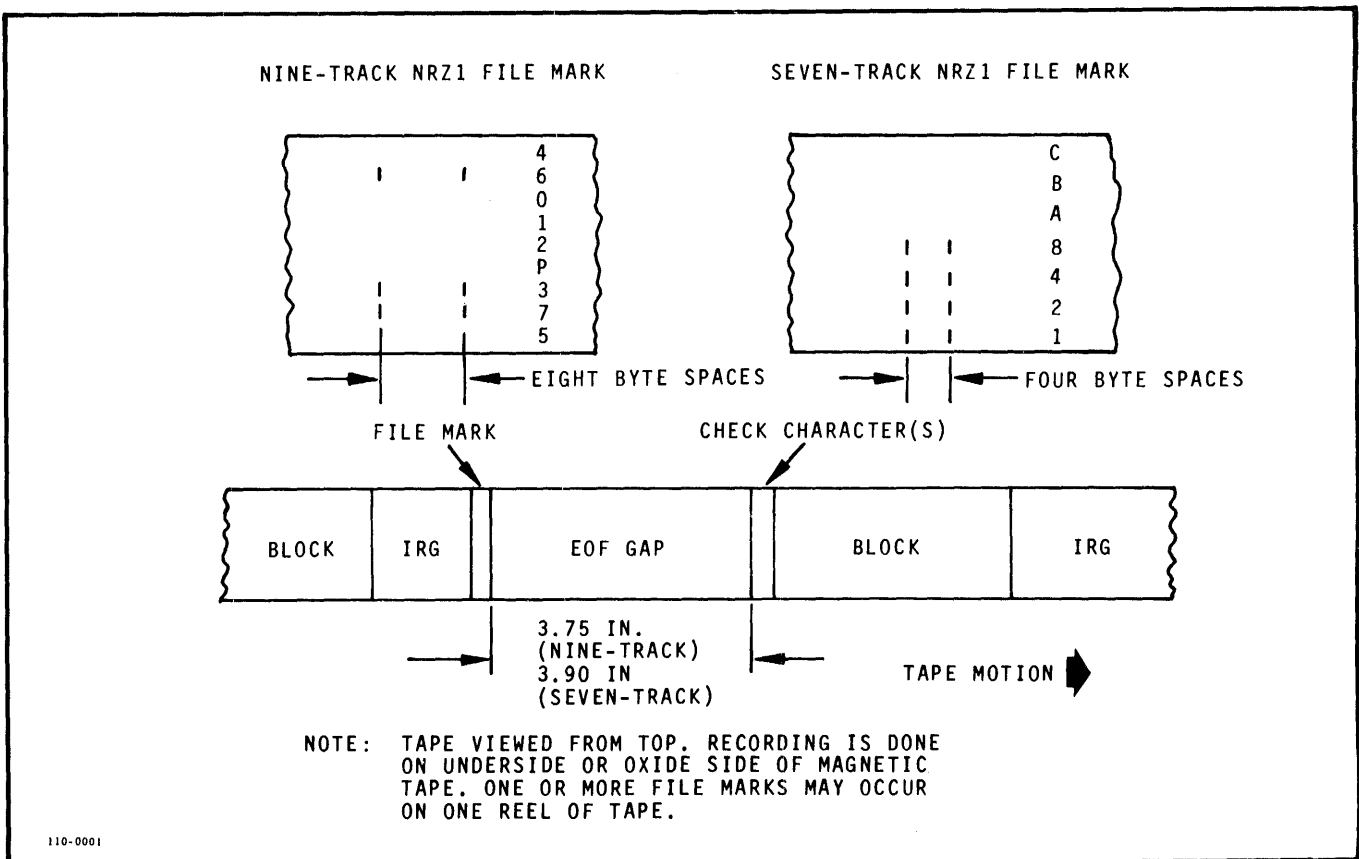 NINE-TRACK NRZ1 FILE MARK
SEVEN-TRACK NRZ1 FILE MARK
4
6
0
1
2
P
3
7
5
C
B
A
8
4
2
1
EIGHT BYTE SPACES
FOUR BYTE SPACES
FILE MARK
CHECK CHARACTER(S)
BLOCK
IRG
EOF GAP
BLOCK
IRG
3.75 IN.
(NINE-TRACK)
3.90 IN
(SEVEN-TRACK)
TAPE MOTION
NOTE: TAPE VIEWED FROM TOP. RECORDING IS DONE
ON UNDERSIDE OR OXIDE SIDE OF MAGNETIC
TAPE. ONE OR MORE FILE MARKS MAY OCCUR
ON ONE REEL OF TAPE.
110-0001